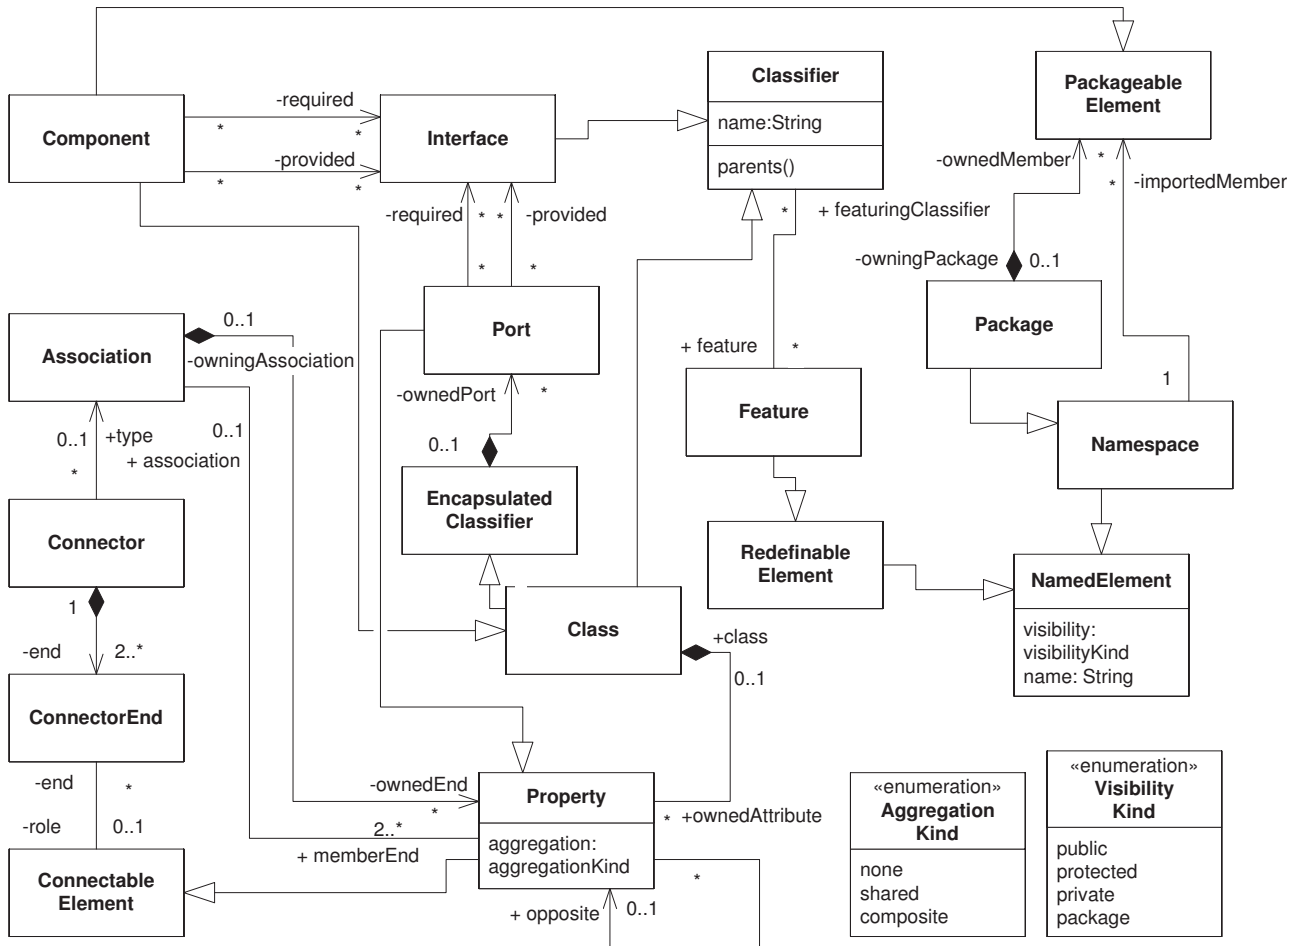 Component
-required
*
*
-provided
*
*
Interface
Classifier
name:String
parents()
Packageable
Element
-ownedMember
*
*
-importedMember
-required
*
*
-provided
*
*
*
+ featuringClassifier
-owningPackage
0..1
Package
Port
Association
0..1
-owningAssociation
+ feature
*
-ownedPort
*
0..1
Feature
1
Namespace
0..1
+type
*
0..1
+ association
Encapsulated
Classifier
Connector
Redefinable
Element
NamedElement
visibility:
visibilityKind
name: String
1
-end
2..*
Class
+class
0..1
ConnectorEnd
-end
*
-role
0..1
-ownedEnd
*
2..*
+ memberEnd
Property
aggregation:
aggregationKind
*
+ownedAttribute
*
+ opposite
0..1
Connectable
Element
«enumeration»
Aggregation
Kind
none
shared
composite
«enumeration»
Visibility
Kind
public
protected
private
package